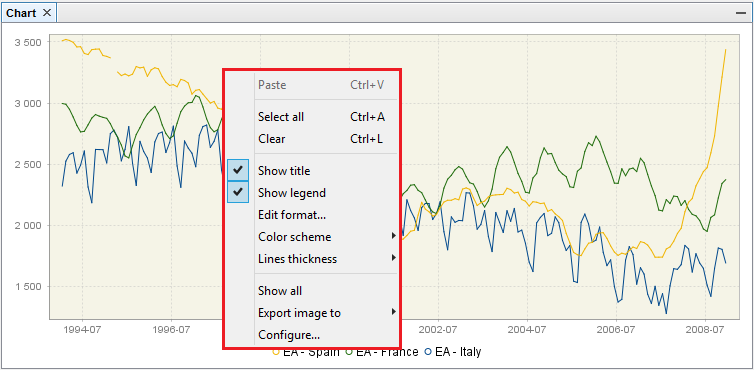 Chart ×
3 500
3 000
2 500
2 000
1 500
Paste Ctrl+V
Select all Ctrl+A
Clear Ctrl+L
Show title
Show legend
Edit format...
Color scheme
Lines thickness
Show all
Export image to
Configure...
1994-07 1996-07 2002-07 2004-07 2006-07 2008-07
EA - Spain EA - France EA - Italy